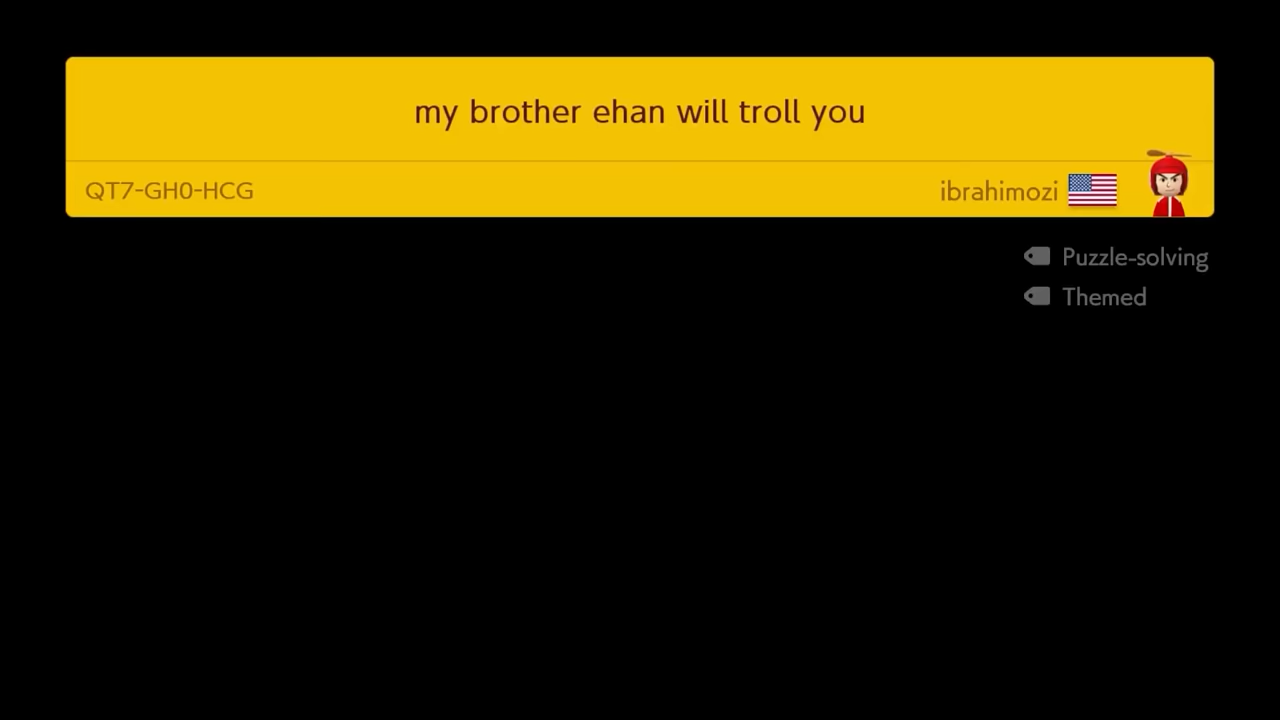 my brother ehan will troll you
QT7-GH0-HCG
ibrahimozi
Puzzle-solving
Themed